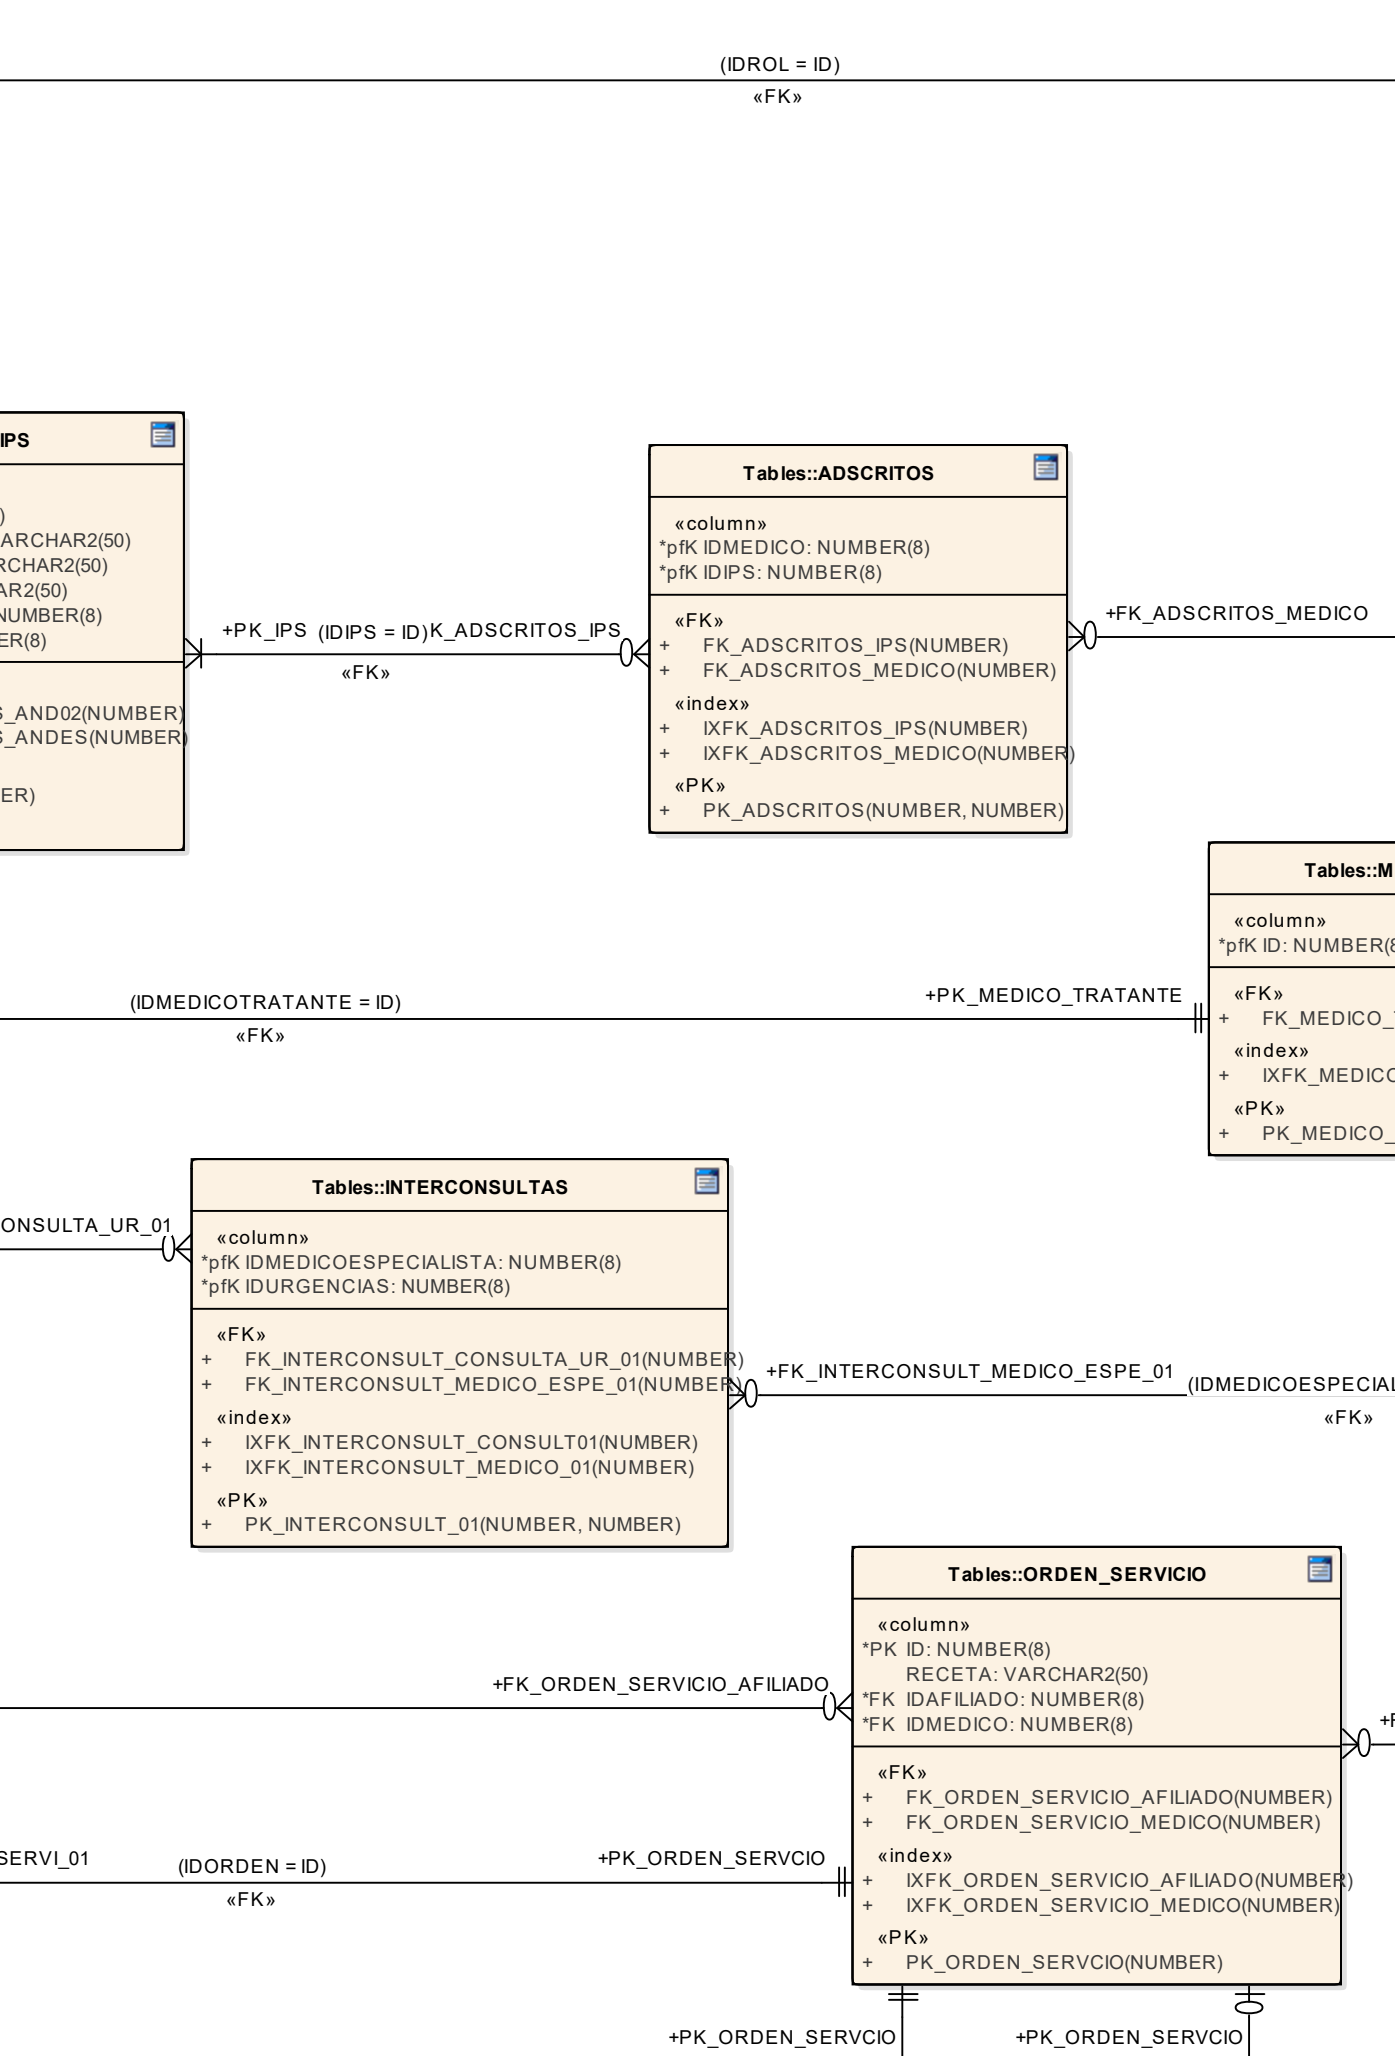 (IDROL = ID)
«FK»
IPS
)
ARCHAR2(50)
RCHAR2(50)
AR2(50)
NUMBER(8)
ER(8)
S_AND02(NUMBER)
S_ANDES(NUMBER)
ER)
+PK_IPS (IDIPS = ID)K_ADSCRITOS_IPS
«FK»
Tables::ADSCRITOS
«column»
*pfK IDMEDICO: NUMBER(8)
*pfK IDIPS: NUMBER(8)
«FK»
+ FK_ADSCRITOS_IPS(NUMBER)
+ FK_ADSCRITOS_MEDICO(NUMBER)
«index»
+ IXFK_ADSCRITOS_IPS(NUMBER)
+ IXFK_ADSCRITOS_MEDICO(NUMBER)
«PK»
+ PK_ADSCRITOS(NUMBER, NUMBER)
+FK_ADSCRITOS_MEDICO
(IDMEDICOTRATANTE = ID)
«FK»
+PK_MEDICO_TRATANTE
Tables::M
«column»
*pfK ID: NUMBER(8
«FK»
+ FK_MEDICO_
«index»
+ IXFK_MEDICO
«PK»
+ PK_MEDICO_
ONSULTA_UR_01
Tables::INTERCONSULTAS
«column»
*pfK IDMEDICOESPECIALISTA: NUMBER(8)
*pfK IDURGENCIAS: NUMBER(8)
«FK»
+ FK_INTERCONSULT_CONSULTA_UR_01(NUMBER)
+ FK_INTERCONSULT_MEDICO_ESPE_01(NUMBER)
«index»
+ IXFK_INTERCONSULT_CONSULT01(NUMBER)
+ IXFK_INTERCONSULT_MEDICO_01(NUMBER)
«PK»
+ PK_INTERCONSULT_01(NUMBER, NUMBER)
+FK_INTERCONSULT_MEDICO_ESPE_01
(IDMEDICOESPECIAL
«FK»
+FK_ORDEN_SERVICIO_AFILIADO
Tables::ORDEN_SERVICIO
«column»
*PK ID: NUMBER(8)
RECETA: VARCHAR2(50)
*FK IDAFILIADO: NUMBER(8)
*FK IDMEDICO: NUMBER(8)
«FK»
+ FK_ORDEN_SERVICIO_AFILIADO(NUMBER)
+ FK_ORDEN_SERVICIO_MEDICO(NUMBER)
«index»
+ IXFK_ORDEN_SERVICIO_AFILIADO(NUMBER)
+ IXFK_ORDEN_SERVICIO_MEDICO(NUMBER)
«PK»
+ PK_ORDEN_SERVCIO(NUMBER)
+F
SERVI_01
(IDORDEN = ID)
«FK»
+PK_ORDEN_SERVCIO
+PK_ORDEN_SERVCIO
+PK_ORDEN_SERVCIO